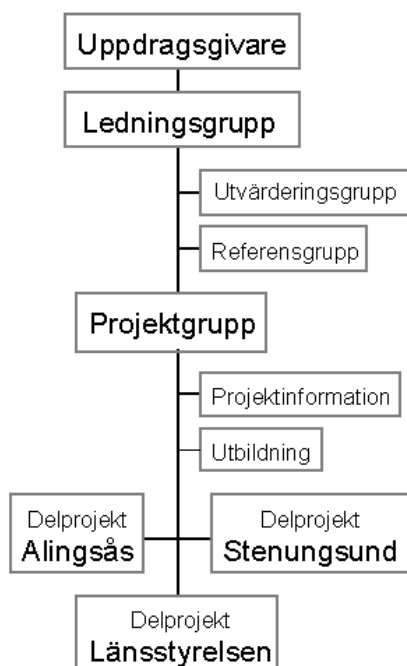 Uppdragsgivare
Ledningsgrupp
Utvärderingsgrupp
Referensgrupp
Projektgrupp
Projektinformation
Utbildning
Delprojekt
Alingsås
Delprojekt
Stenungsund
Delprojekt
Länsstyrelsen